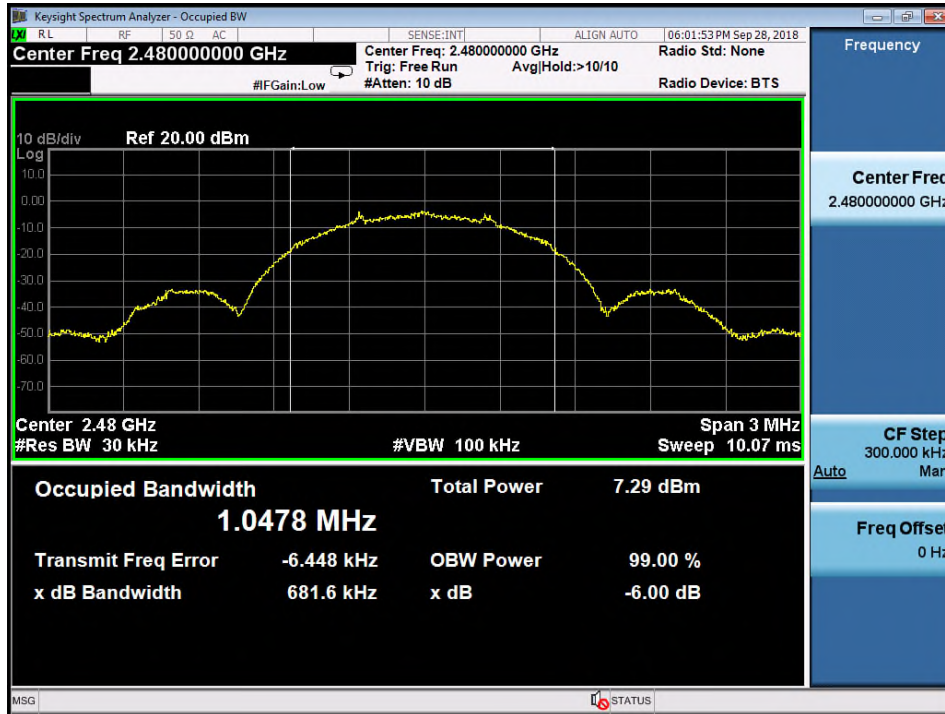 Keysight Spectrum Analyzer - Occupied BW
LXI RL RF 50 Ω AC SENSE:INT ALIGN AUTO 06:01:53 PM Sep 28, 2018
Center Freq 2.480000000 GHz
Center Freq: 2.480000000 GHz
Radio Std: None
Trig: Free Run Avg|Hold:>10/10
#IFGain:Low
#Atten: 10 dB
Radio Device: BTS
10 dB/div Ref 20.00 dBm
Log
10.0
0.00
-10.0
-20.0
-30.0
-40.0
-50.0
-60.0
-70.0
Center 2.48 GHz
Span 3 MHz
#Res BW 30 kHz
#VBW 100 kHz
Sweep 10.07 ms
Occupied Bandwidth
Total Power 7.29 dBm
1.0478 MHz
Transmit Freq Error -6.448 kHz OBW Power 99.00 %
x dB Bandwidth 681.6 kHz x dB -6.00 dB
MSG
STATUS
Frequency
Center Freq
2.480000000 GHz
CF Step
300.000 kHz
Auto Man
Freq Offset
0 Hz